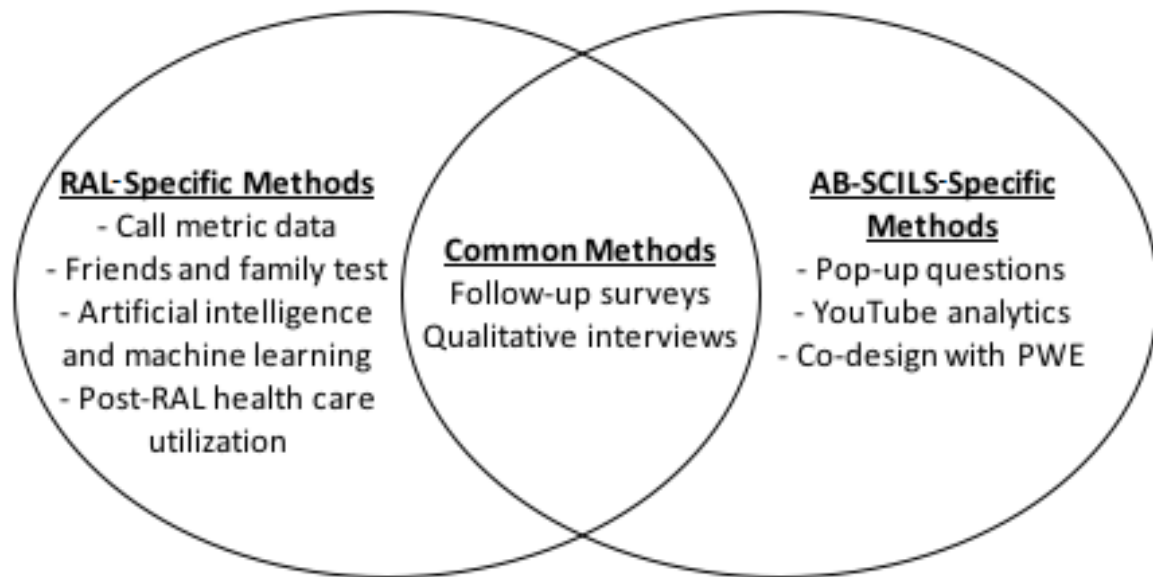 RAL-Specific Methods
- Call metric data
- Friends and family test
- Artificial intelligence
and machine learning
- Post-RAL health care
utilization
Common Methods
Follow-up surveys
Qualitative interviews
AB-SCILS-Specific
Methods
- Pop-up questions
- YouTube analytics
- Co-design with PWE